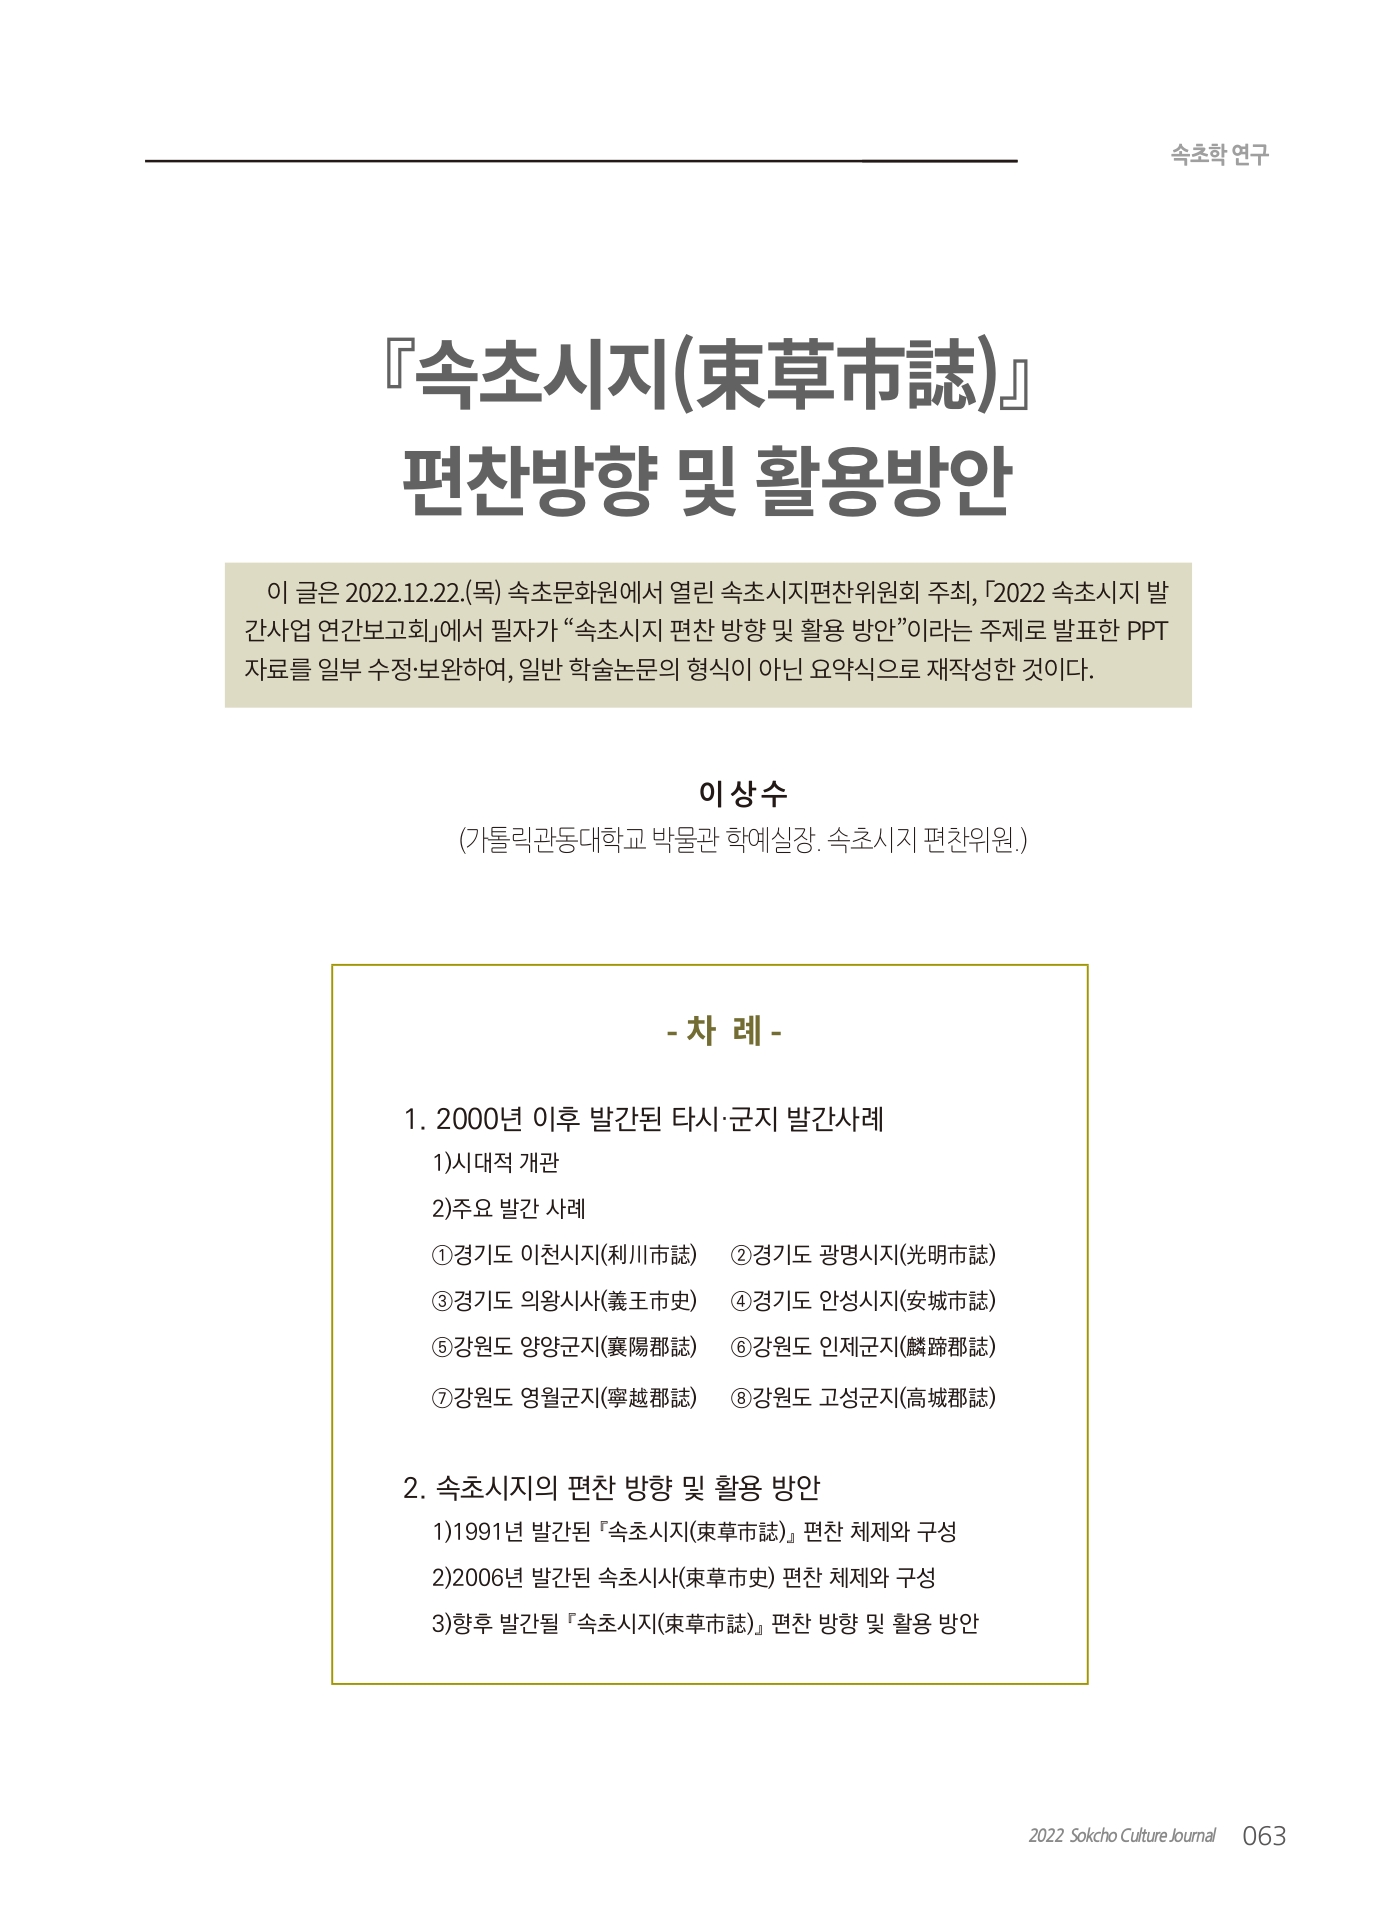 속초학 연구
『속초시지(束草市誌)』
편찬방향 및 활용방안
이 글은 2022.12.22.(목) 속초문화원에서 열린 속초시지편찬위원회 주최, 「2022 속초시지 발
간사업 연간보고회」에서 필자가 “속초시지 편찬 방향 및 활용 방안”이라는 주제로 발표한 PPT
자료를 일부 수정·보완하여, 일반 학술논문의 형식이 아닌 요약식으로 재작성한 것이다.
이상수
(가톨릭관동대학교 박물관 학예실장. 속초시지 편찬위원.)
- 차 례 -
1. 2000년 이후 발간된 타시·군지 발간사례
1)시대적 개관
2)주요 발간 사례
①경기도 이천시지(利川市誌) ②경기도 광명시지(光明市誌)
③경기도 의왕시사(義王市史) ④경기도 안성시지(安城市誌)
⑤강원도 양양군지(襄陽郡誌) ⑥강원도 인제군지(麟蹄郡誌)
⑦강원도 영월군지(寧越郡誌) ⑧강원도 고성군지(高城郡誌)
2. 속초시지의 편찬 방향 및 활용 방안
1)1991년 발간된 『속초시지(束草市誌)』 편찬 체제와 구성
2)2006년 발간된 속초시사(束草市史) 편찬 체제와 구성
3)향후 발간될 『속초시지(束草市誌)』 편찬 방향 및 활용 방안
2022 Sokcho Culture Journal 063